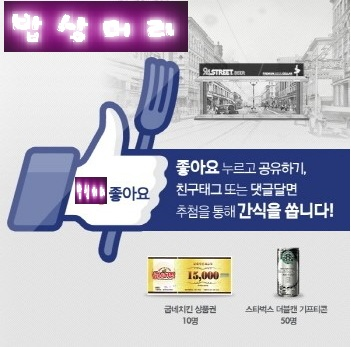 밥상머리
STREET BEER
좋아요
좋아요 누르고 공유하기,
친구태그 또는 댓글달면
추첨을 통해 간식을 쏩니다!
15,000
굽네치킨 상품권
10명
스타벅스 더블캔 기프티콘
50명